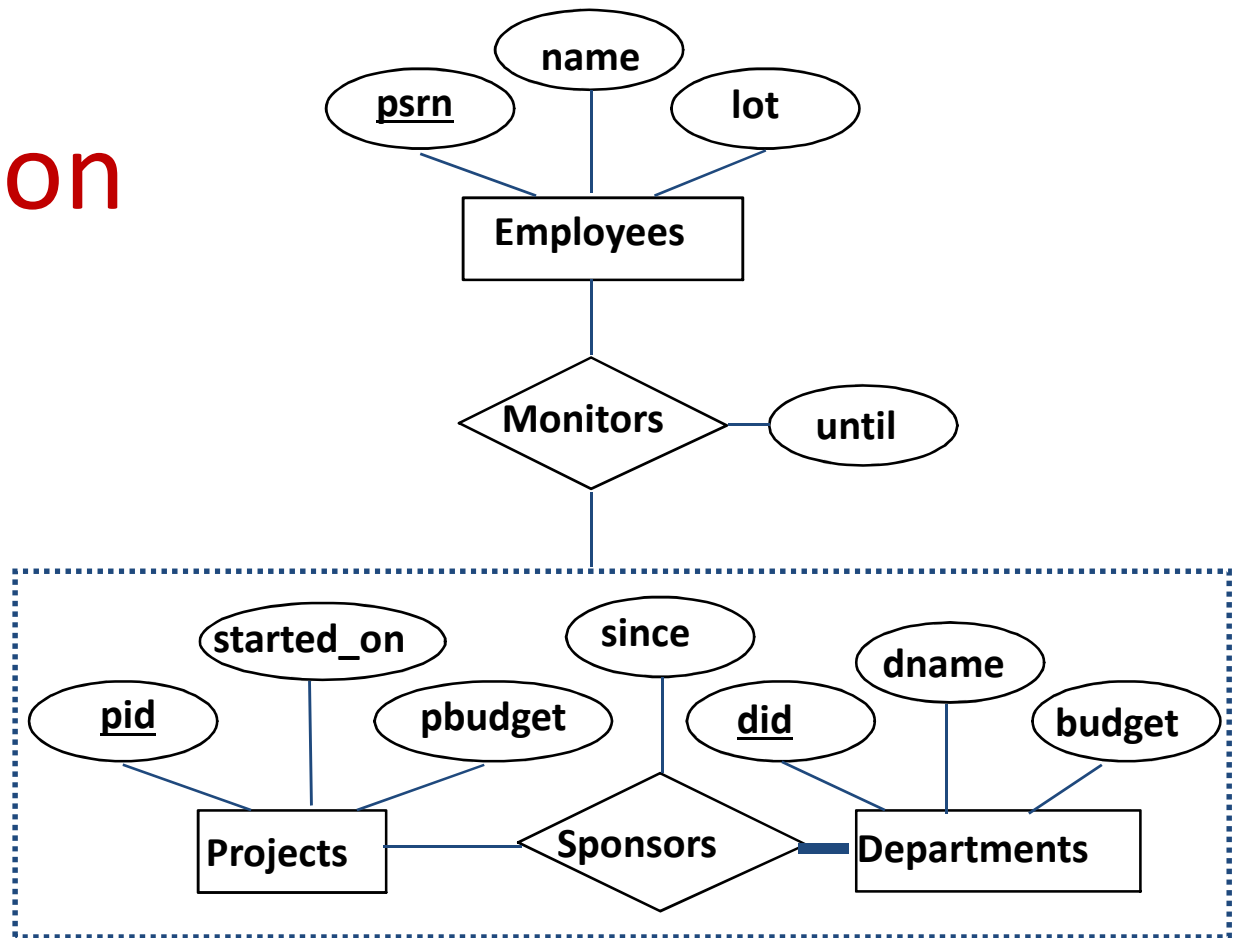 on
name
psrn
lot
Employees
Monitors
until
started_on
since
dname
pid
pbudget
did
budget
Projects
Sponsors
Departments